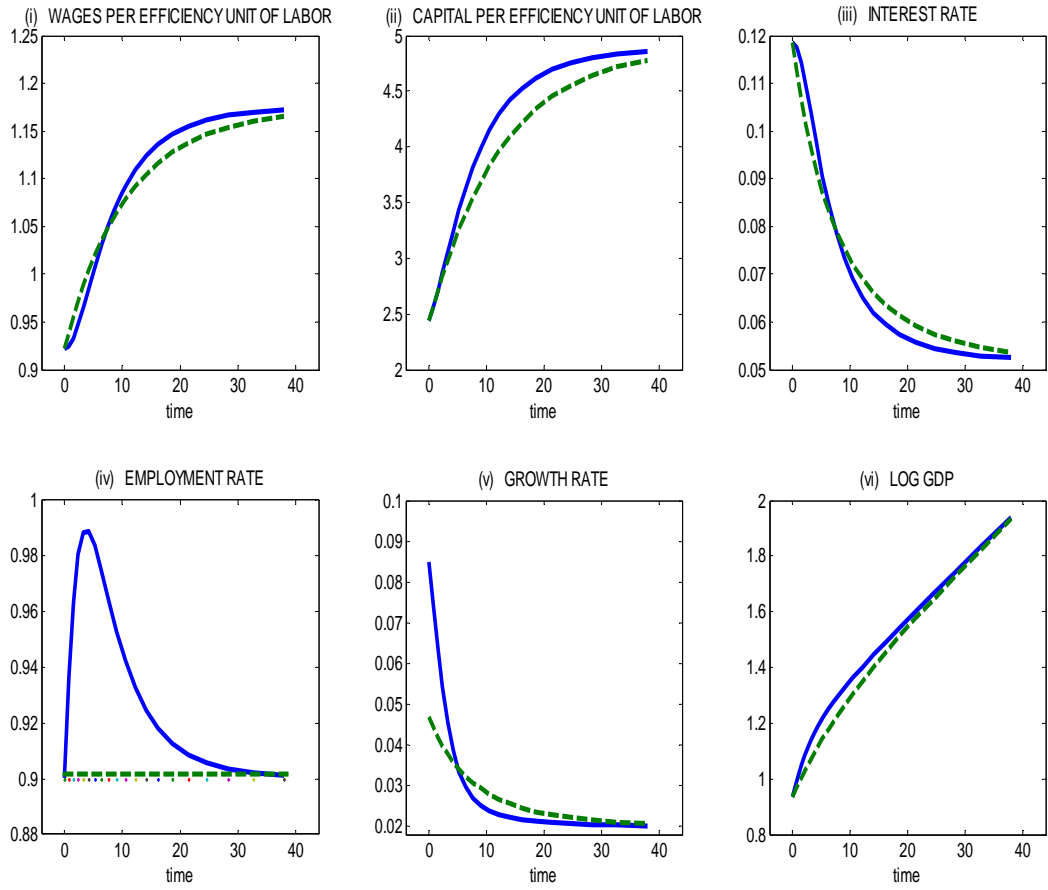 (i) WAGES PER EFFICIENCY UNIT OF LABOR
1.25
1.2
1.15
1.1
1.05
1
0.95
0.9
0 10 20 30 40
time
(ii) CAPITAL PER EFFICIENCY UNIT OF LABOR
5
4.5
4
3.5
3
2.5
2
0 10 20 30 40
time
(iii) INTEREST RATE
0.12
0.11
0.1
0.09
0.08
0.07
0.06
0.05
0 10 20 30 40
time
(iv) EMPLOYMENT RATE
1
0.98
0.96
0.94
0.92
0.9
0.88
0 10 20 30 40
time
(v) GROWTH RATE
0.1
0.09
0.08
0.07
0.06
0.05
0.04
0.03
0.02
0 10 20 30 40
time
(vi) LOG GDP
2
1.8
1.6
1.4
1.2
1
0.8
0 10 20 30 40
time